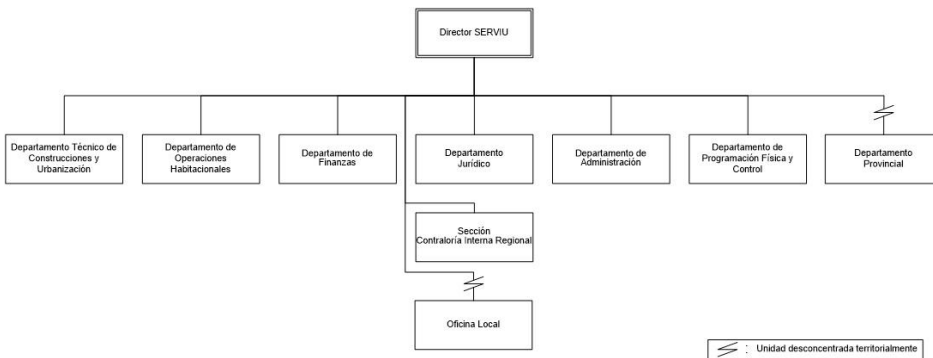 Director SERVIU
Departamento Técnico de
Construcciones y
Urbanización
Departamento de
Operaciones
Habitacionales
Departamento de
Finanzas
Departamento
Jurídico
Departamento de
Administración
Departamento de
Programación Física y
Control
Departamento
Provincial
Sección
Contraloría Interna Regional
Oficina Local
: Unidad desconcentrada territorialmente